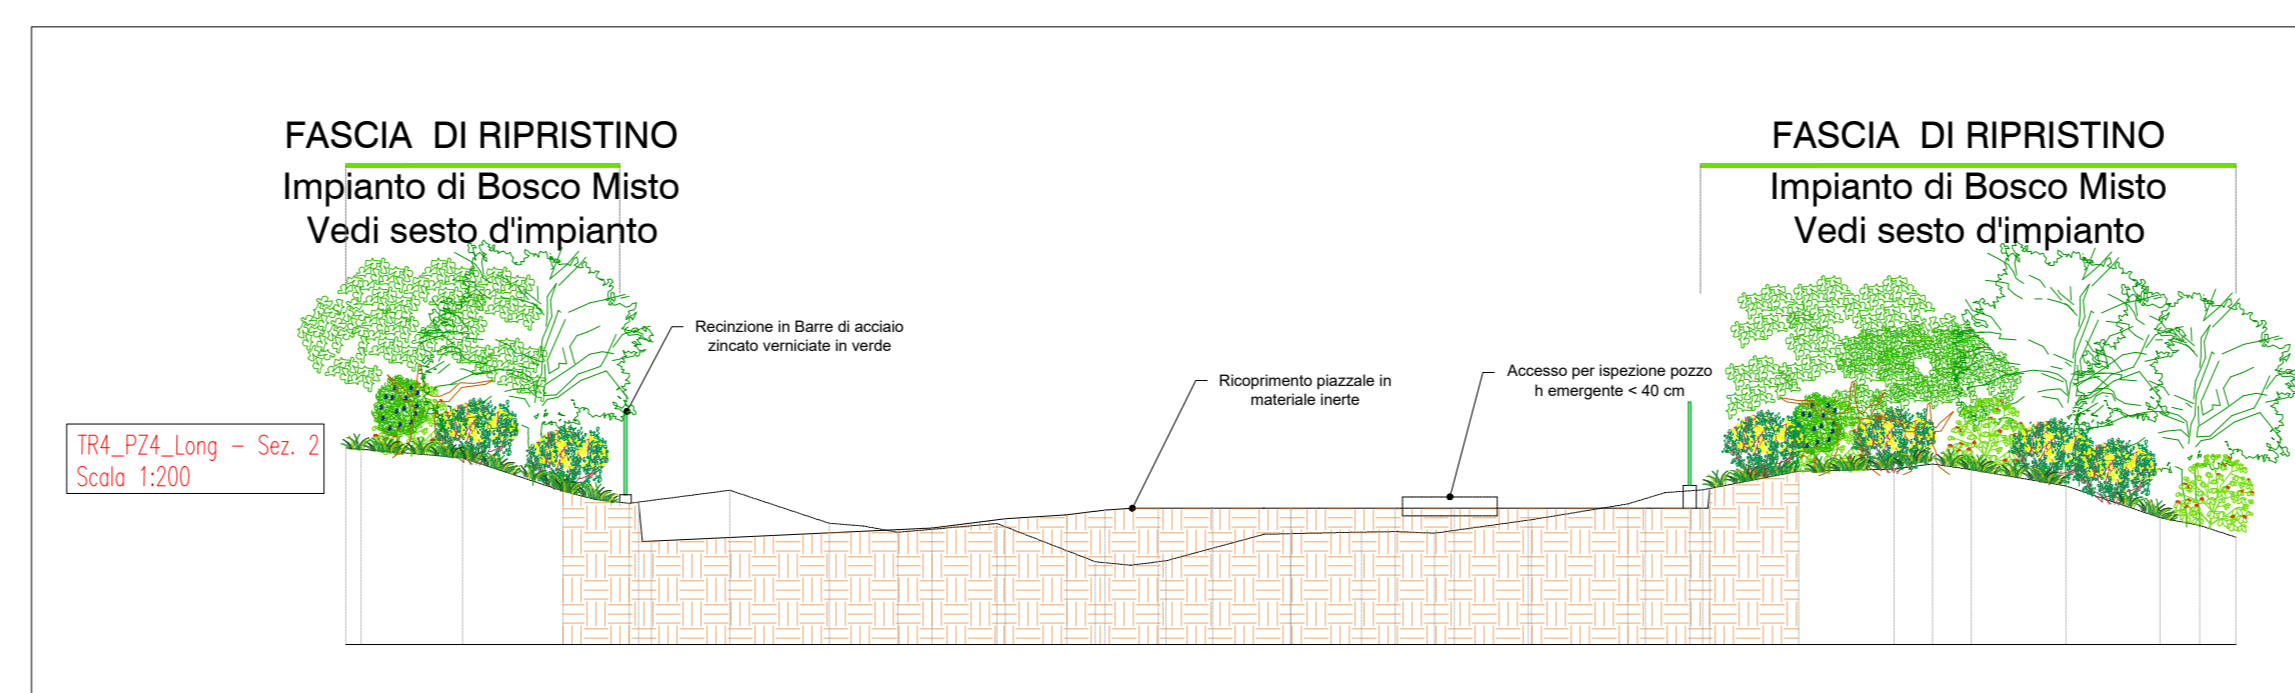 FASCIA  DI RIPRISTINO
Impianto di Bosco Misto
Vedi sesto d'impianto
FASCIA  DI RIPRISTINO
Impianto di Bosco Misto
Vedi sesto d'impianto
Recinzione in Barre di acciaio
zincato verniciate in verde
Ricoprimento piazzale in
materiale inerte
Accesso per ispezione pozzo
h emergente < 40 cm
TR4_PZ4_Long - Sez. 2
Scala 1:200